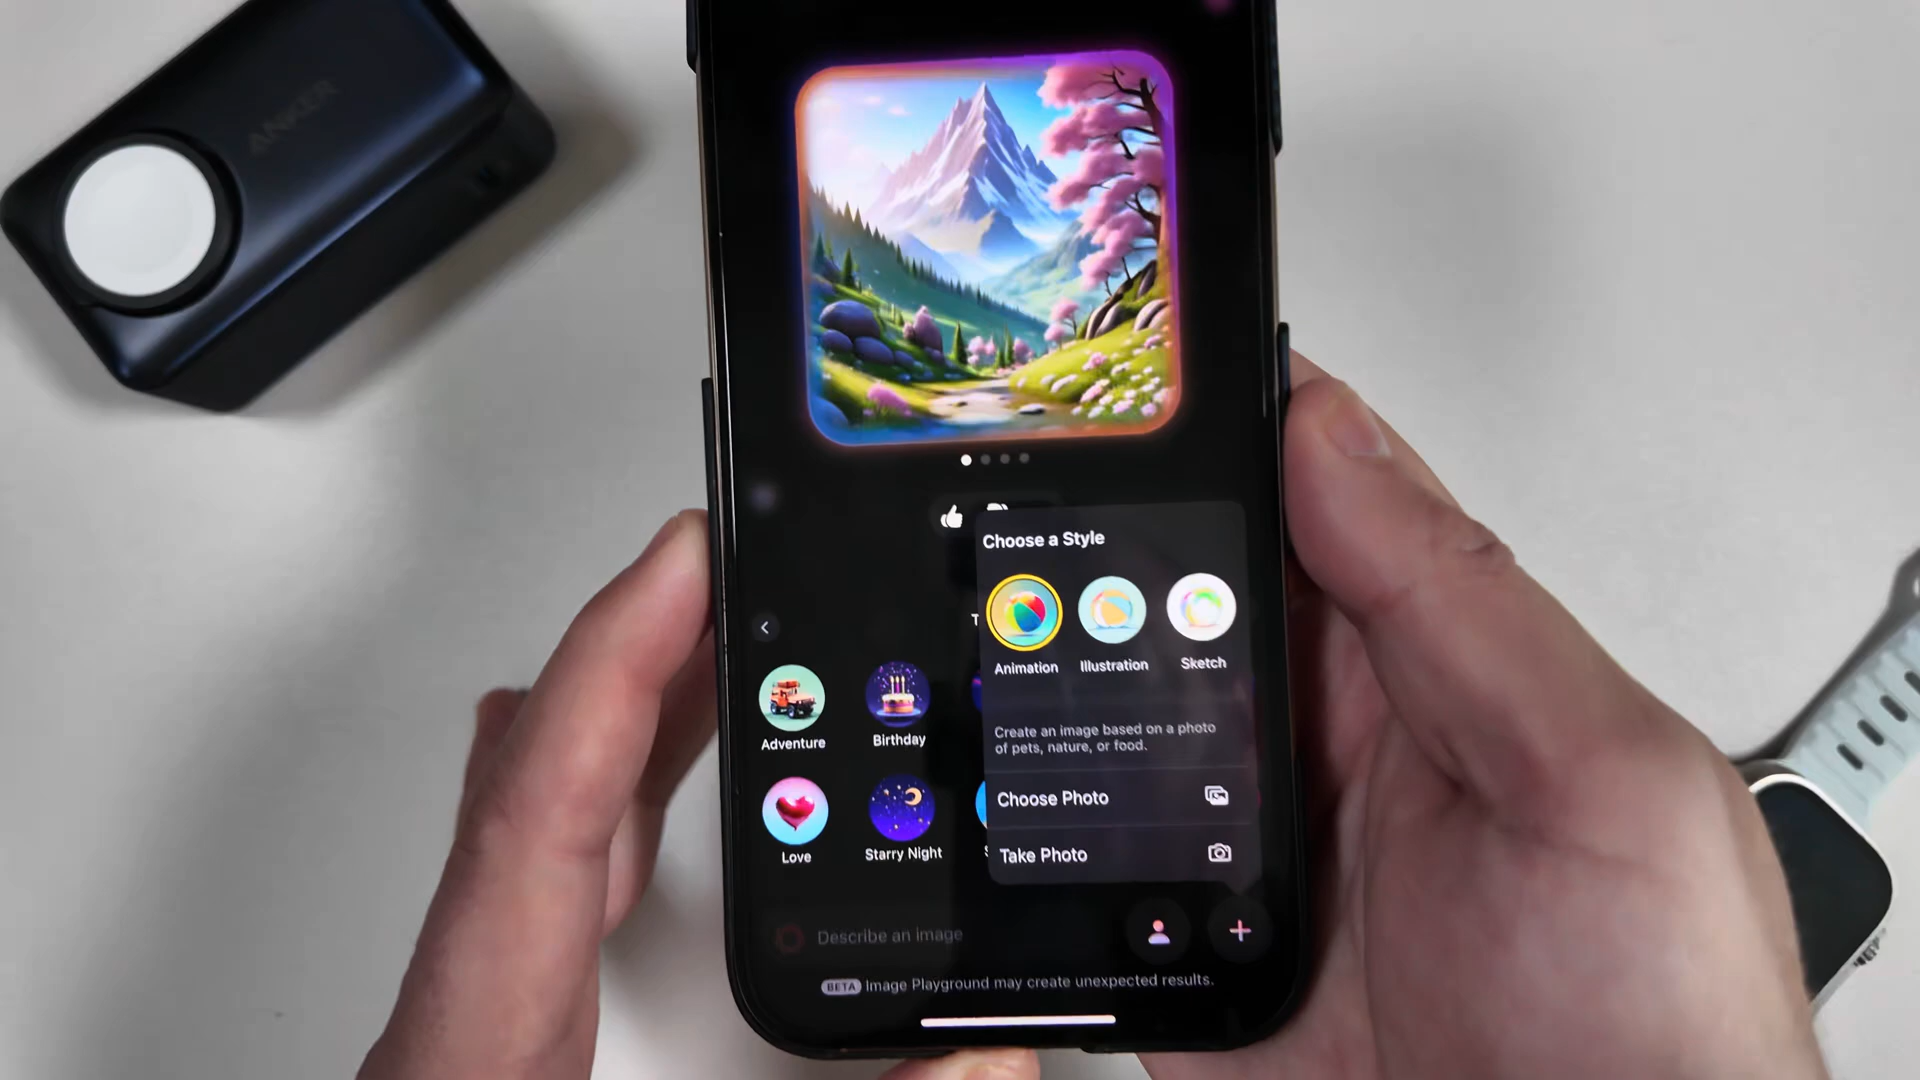 ANKER
Choose a Style
Animation
Illustration
Sketch
Adventure
Birthday
Create an image based on a photo
of pets, nature, or food.
Choose Photo
Love
Starry Night
Take Photo
Describe an image
BETA Image Playground may create unexpected results.